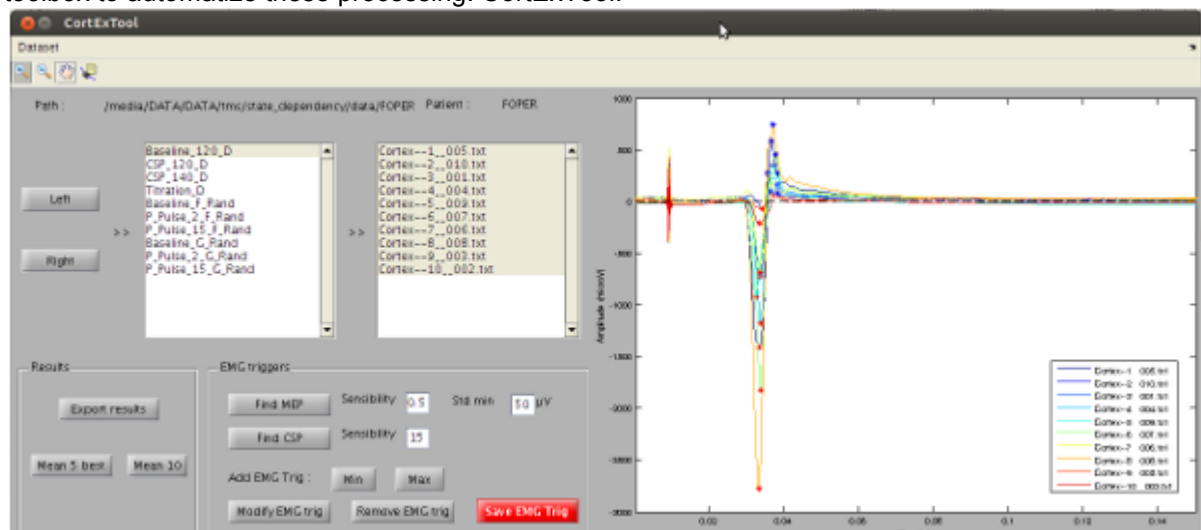 toolbox to automatize these processing: CortExTool.
CortExTool
Dataset
Path : /media/DATA/DATA/tms/state_dependency/data/FOPER Patient : FOPER
Left
Right
>>
Baseline_120_D
CSP_120_D
CSP_140_D
Titration_D
Baseline_F_Rand
P_Pulse_2_F_Rand
P_Pulse_15_F_Rand
Baseline_G_Rand
P_Pulse_2_G_Rand
P_Pulse_15_G_Rand
>>
Cortex--1__005.txt
Cortex--2__010.txt
Cortex--3__001.txt
Cortex--4__004.txt
Cortex--5__009.txt
Cortex--6__007.txt
Cortex--7__006.txt
Cortex--8__008.txt
Cortex--9__003.txt
Cortex--10__002.txt
Results
Export results
Mean 5 best Mean 10
EMG triggers
Find MEP Sensibility 0.5 Std min 50 µV
Find CSP Sensibility 15
Add EMG Trig : Min Max
Modify EMG trig Remove EMG trig Save EMG Trig
Amplitude (microV)
1000
500
0
-500
-1000
-1500
-2000
0.02 0.04 0.06 0.08 0.1 0.12 0.14